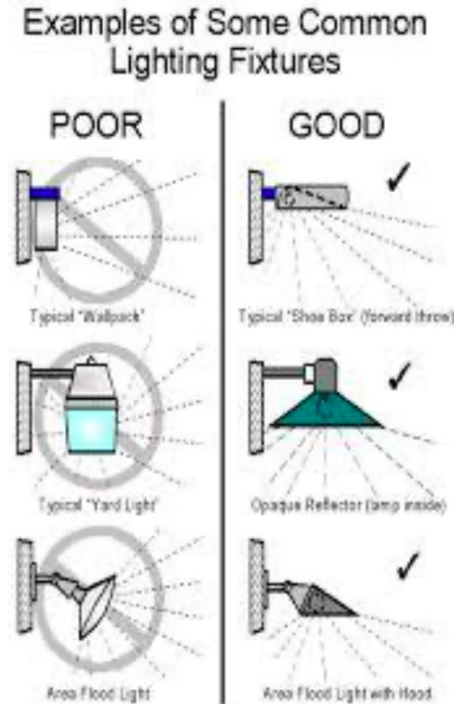 Examples of Some Common
Lighting Fixtures
POOR
GOOD
Typical "Wallpack"
Typical "Shoe Box" (forward throw)
Typical "Yard Light"
Opaque Reflector (lamp inside)
Area Flood Light
Area Flood Light with Hood